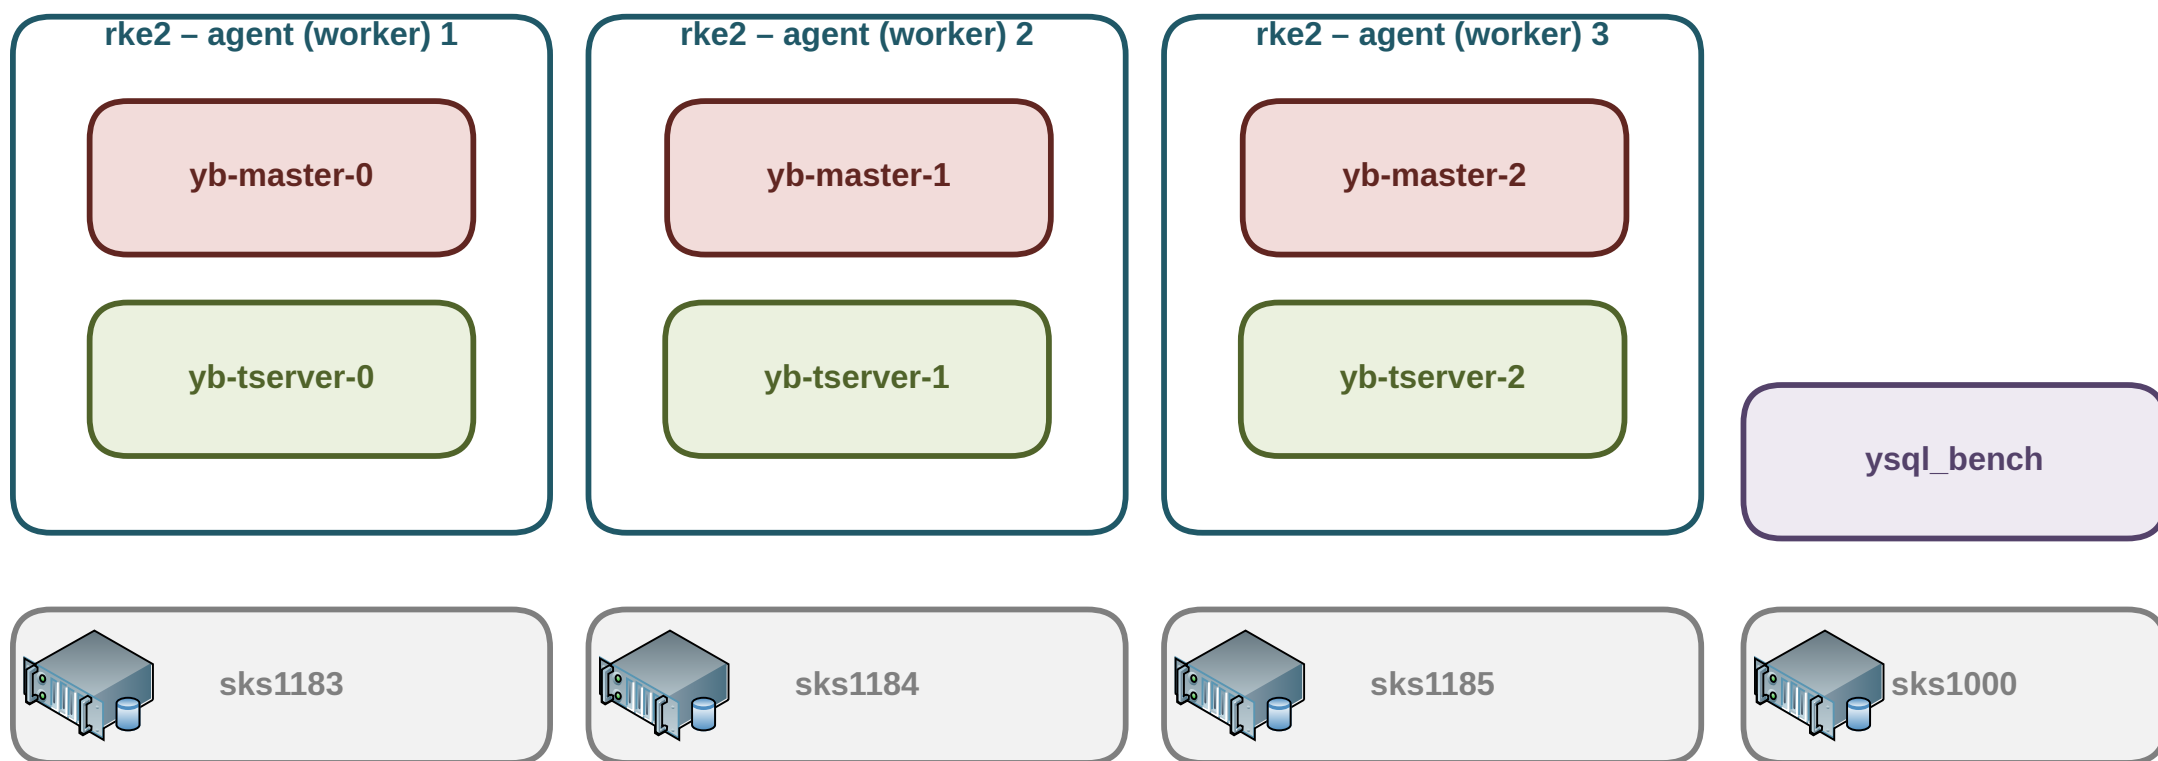 rke2 – agent (worker) 1
rke2 – agent (worker) 2
rke2 – agent (worker) 3
yb-master-0
yb-master-1
yb-master-2
yb-tserver-0
yb-tserver-1
yb-tserver-2
ysql_bench
sks1183
sks1184
sks1185
sks1000